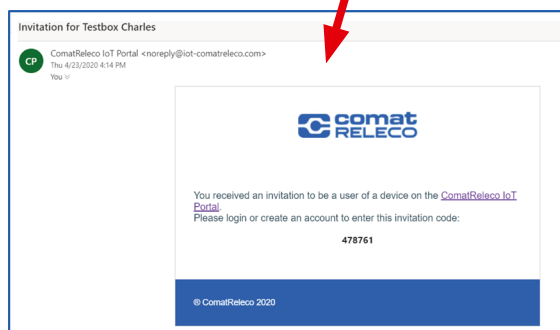 Invitation for Testbox Charles
CP
ComatReleco IoT Portal <noreply@iot-comatreleco.com>
Thu 4/23/2020 4:14 PM
You
comat
RELECO
You received an invitation to be a user of a device on the ComatReleco IoT
Portal.
Please login or create an account to enter this invitation code:
478761
® ComatReleco 2020